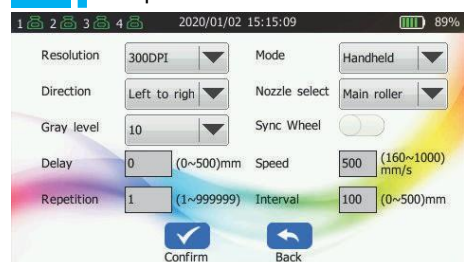 1 2 3 4 2020/01/02 15:15:09 89%
Resolution 300DPI Mode Handheld
Direction Left to righ Nozzle select Main roller
Gray level 10 Sync Wheel
Delay 0 (0~500)mm Speed 500 (160~1000) mm/s
Repetition 1 (1~999999) Interval 100 (0~500)mm
Confirm Back